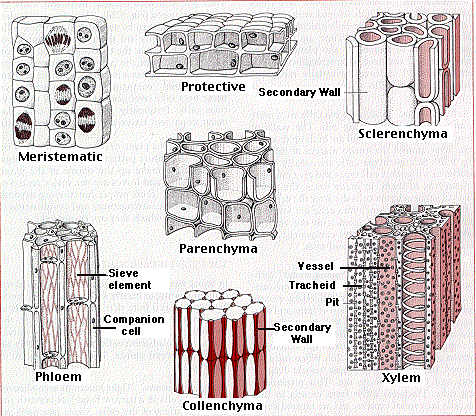 Meristematic
Protective
Secondary Wall
Sclerenchyma
Parenchyma
Sieve
element
Companion
cell
Phloem
Secondary
Wall
Collenchyma
Vessel
Tracheid
Pit
Xylem